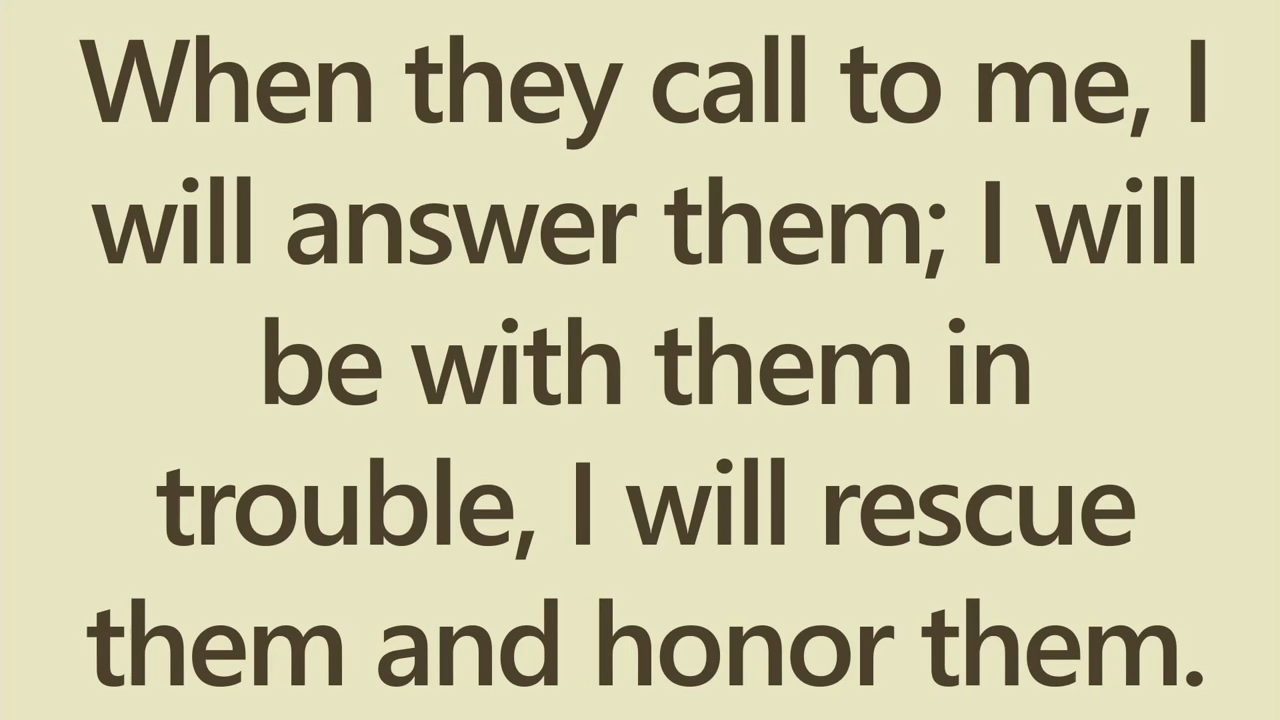 When they call to me, I
will answer them; I will
be with them in
trouble, I will rescue
them and honor them.